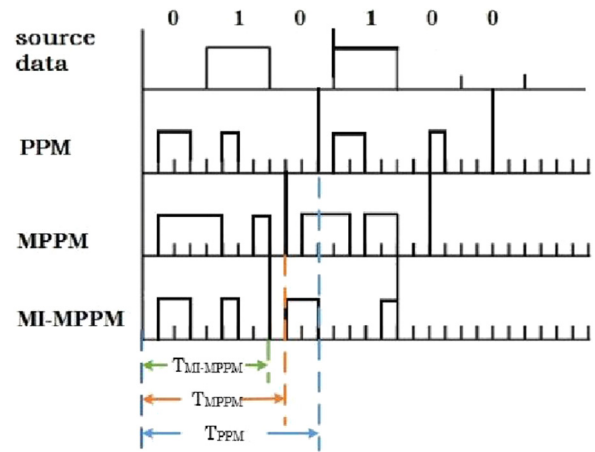 0 1 0 1 0 0
source
data
PPM
MPPM
MI-MPPM
TMI-MPPM
TMPPM
TPPM